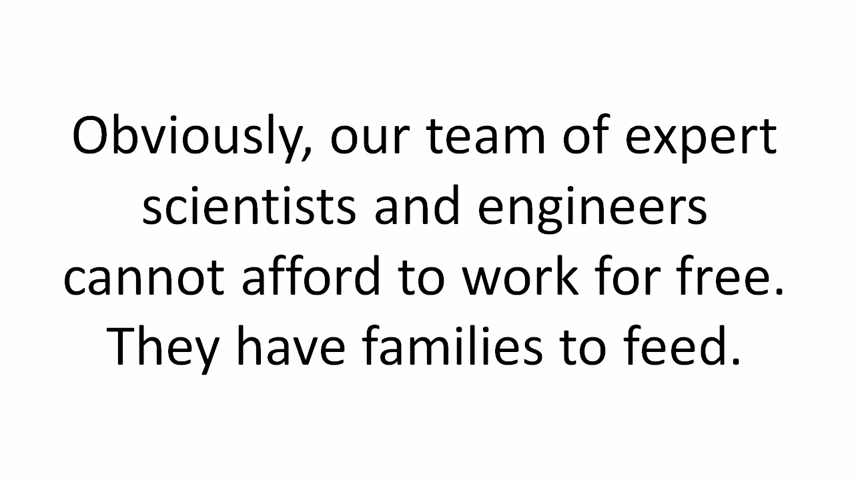 Obviously, our team of expert
scientists and engineers
cannot afford to work for free.
They have families to feed.